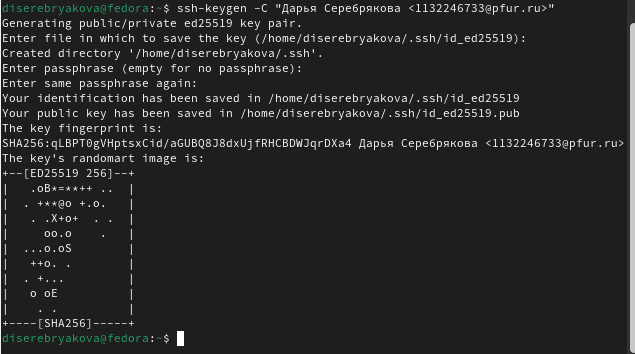 diserebryakova@fedora:~$ ssh-keygen -C "Дарья Серебрякова <1132246733@pfur.ru>"
Generating public/private ed25519 key pair.
Enter file in which to save the key (/home/diserebryakova/.ssh/id_ed25519):
Created directory '/home/diserebryakova/.ssh'.
Enter passphrase (empty for no passphrase):
Enter same passphrase again:
Your identification has been saved in /home/diserebryakova/.ssh/id_ed25519
Your public key has been saved in /home/diserebryakova/.ssh/id_ed25519.pub
The key fingerprint is:
SHA256:qLBPT0gVHptsxCid/aGUBQ8J8dxUjfRHCBDWJqrDXa4 Дарья Серебрякова <1132246733@pfur.ru>
The key's randomart image is:
+--[ED25519 256]--+
|   .oB*=**++ ..  |
|  . +**@o +.o.   |
|   . .X+o+  . .  |
|     oo.o    .   |
|  ...o.oS        |
|   ++o. .        |
|  . +...         |
|   o oE          |
|    . .          |
+----[SHA256]-----+
diserebryakova@fedora:~$